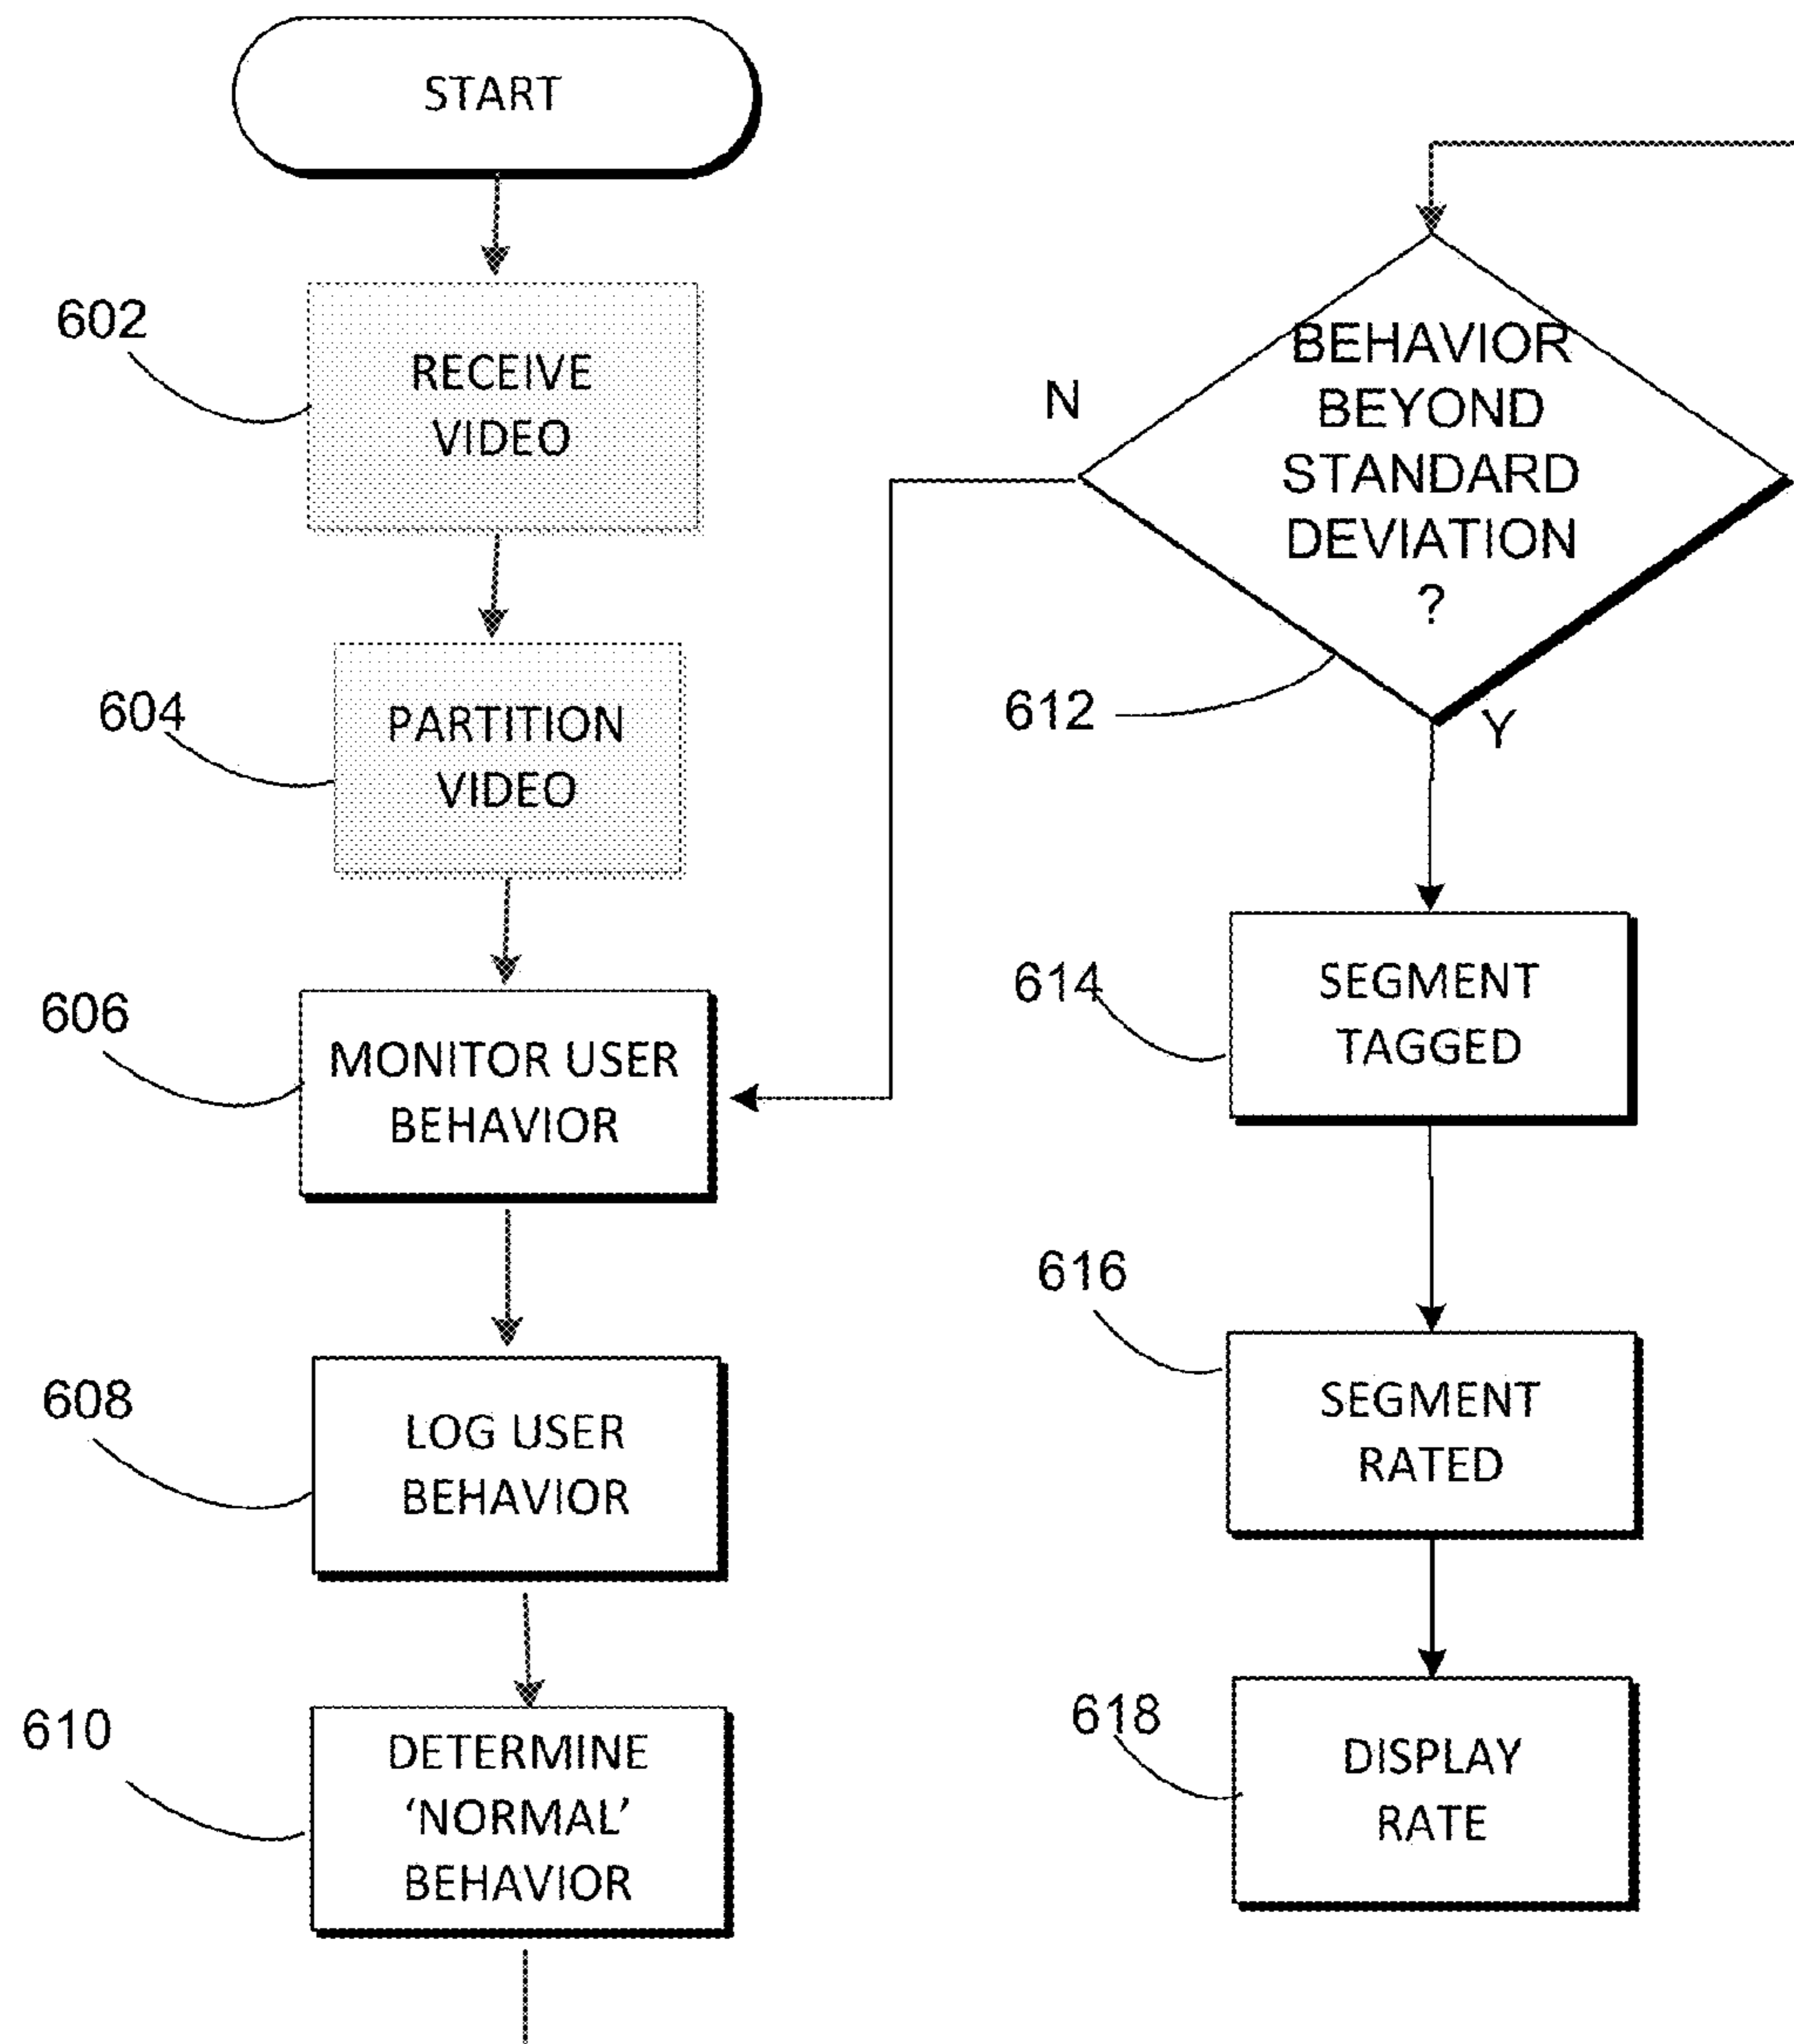 START
602
RECEIVE
VIDEO
604
PARTITION
VIDEO
606
MONITOR USER
BEHAVIOR
608
LOG USER
BEHAVIOR
610
DETERMINE
‘NORMAL’
BEHAVIOR
BEHAVIOR
BEYOND
STANDARD
DEVIATION
?
N
612
Y
614
SEGMENT
TAGGED
616
SEGMENT
RATED
618
DISPLAY
RATE